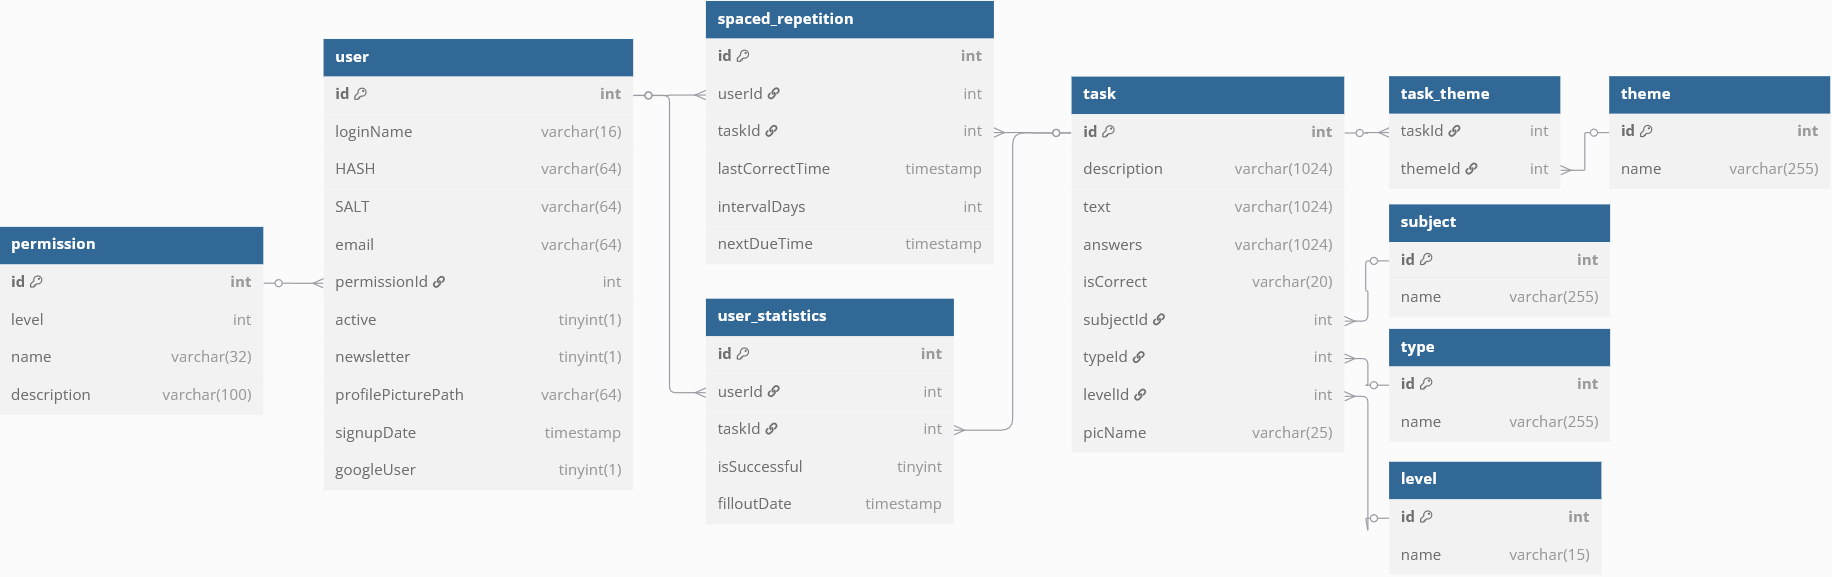 permission
id int
level int
name varchar(32)
description varchar(100)
user
id int
loginName varchar(16)
HASH varchar(64)
SALT varchar(64)
email varchar(64)
permissionId int
active tinyint(1)
newsletter tinyint(1)
profilePicturePath varchar(64)
signupDate timestamp
googleUser tinyint(1)
spaced_repetition
id int
userId int
taskId int
lastCorrectTime timestamp
intervalDays int
nextDueTime timestamp
user_statistics
id int
userId int
taskId int
isSuccessful tinyint
filloutDate timestamp
task
id int
description varchar(1024)
text varchar(1024)
answers varchar(1024)
isCorrect varchar(20)
subjectId int
typeId int
levelId int
picName varchar(25)
task_theme
taskId int
themeId int
theme
id int
name varchar(255)
subject
id int
name varchar(255)
type
id int
name varchar(255)
level
id int
name varchar(15)